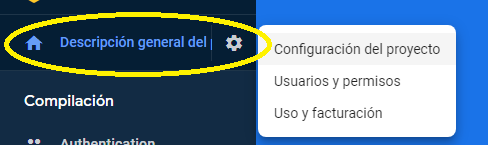 Descripción general del
Configuración del proyecto
Usuarios y permisos
Uso y facturación
Compilación
Authentication